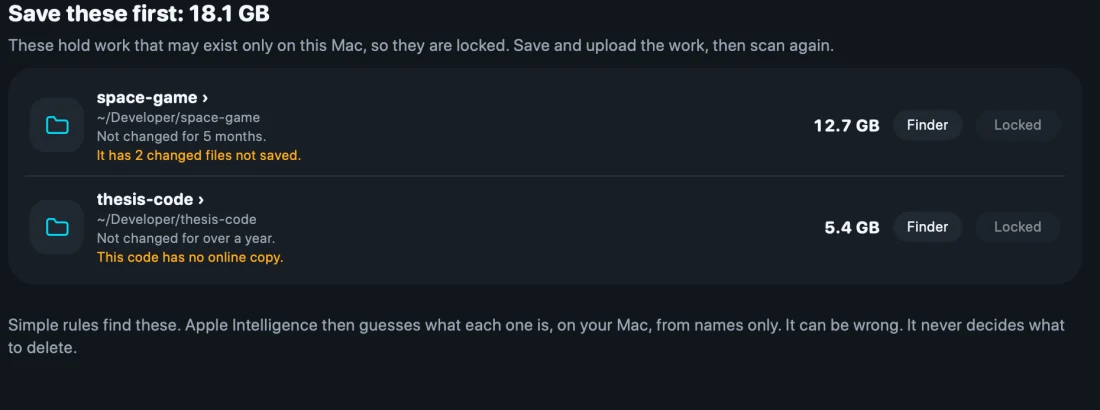 Save these first: 18.1 GB
These hold work that may exist only on this Mac, so they are locked. Save and upload the work, then scan again.
space-game ›
~/Developer/space-game
Not changed for 5 months.
It has 2 changed files not saved.
12.7 GB
Finder
Locked
thesis-code ›
~/Developer/thesis-code
Not changed for over a year.
This code has no online copy.
5.4 GB
Finder
Locked
Simple rules find these. Apple Intelligence then guesses what each one is, on your Mac, from names only. It can be wrong. It never decides what
to delete.